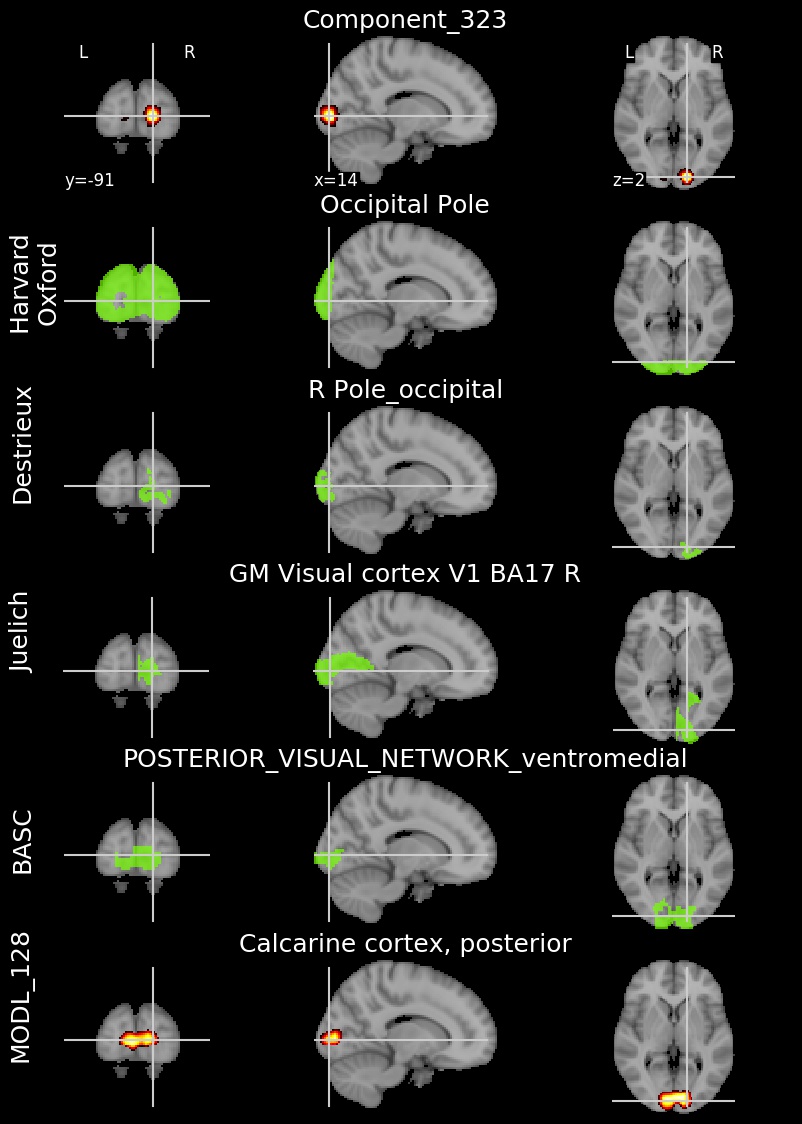 Component_323
L R
L R
y=-91
x=14
z=2
Occipital Pole
Harvard
Oxford
R Pole_occipital
Destrieux
GM Visual cortex V1 BA17 R
Juelich
POSTERIOR_VISUAL_NETWORK_ventromedial
BASC
Calcarine cortex, posterior
MODL_128